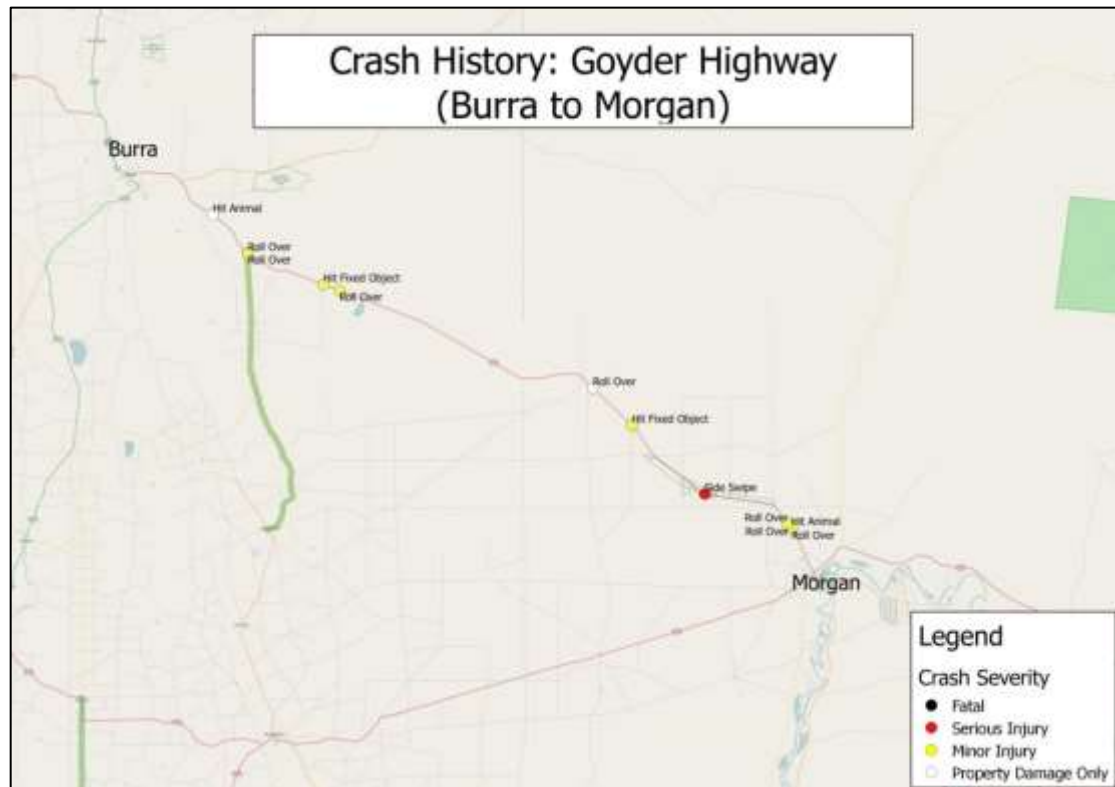 Crash History: Goyder Highway
(Burra to Morgan)
Burra
Hit Animal
Roll Over
Roll Over
Hit Fixed Object
Roll Over
Roll Over
Hit Fixed Object
Side Swipe
Roll Over Hit Animal
Roll Over Roll Over
Morgan
Legend
Crash Severity
Fatal
Serious Injury
Minor Injury
Property Damage Only